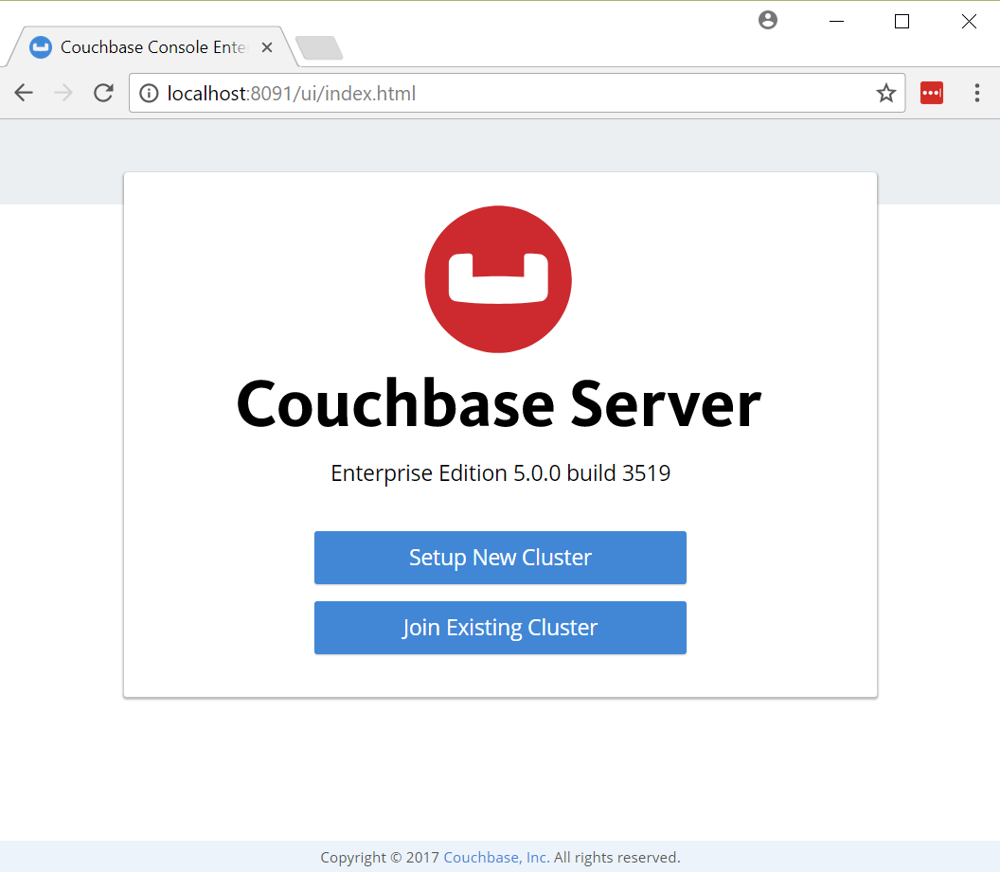 Couchbase Console Ente
localhost:8091/ui/index.html
Couchbase Server
Enterprise Edition 5.0.0 build 3519
Setup New Cluster
Join Existing Cluster
Copyright © 2017 Couchbase, Inc. All rights reserved.